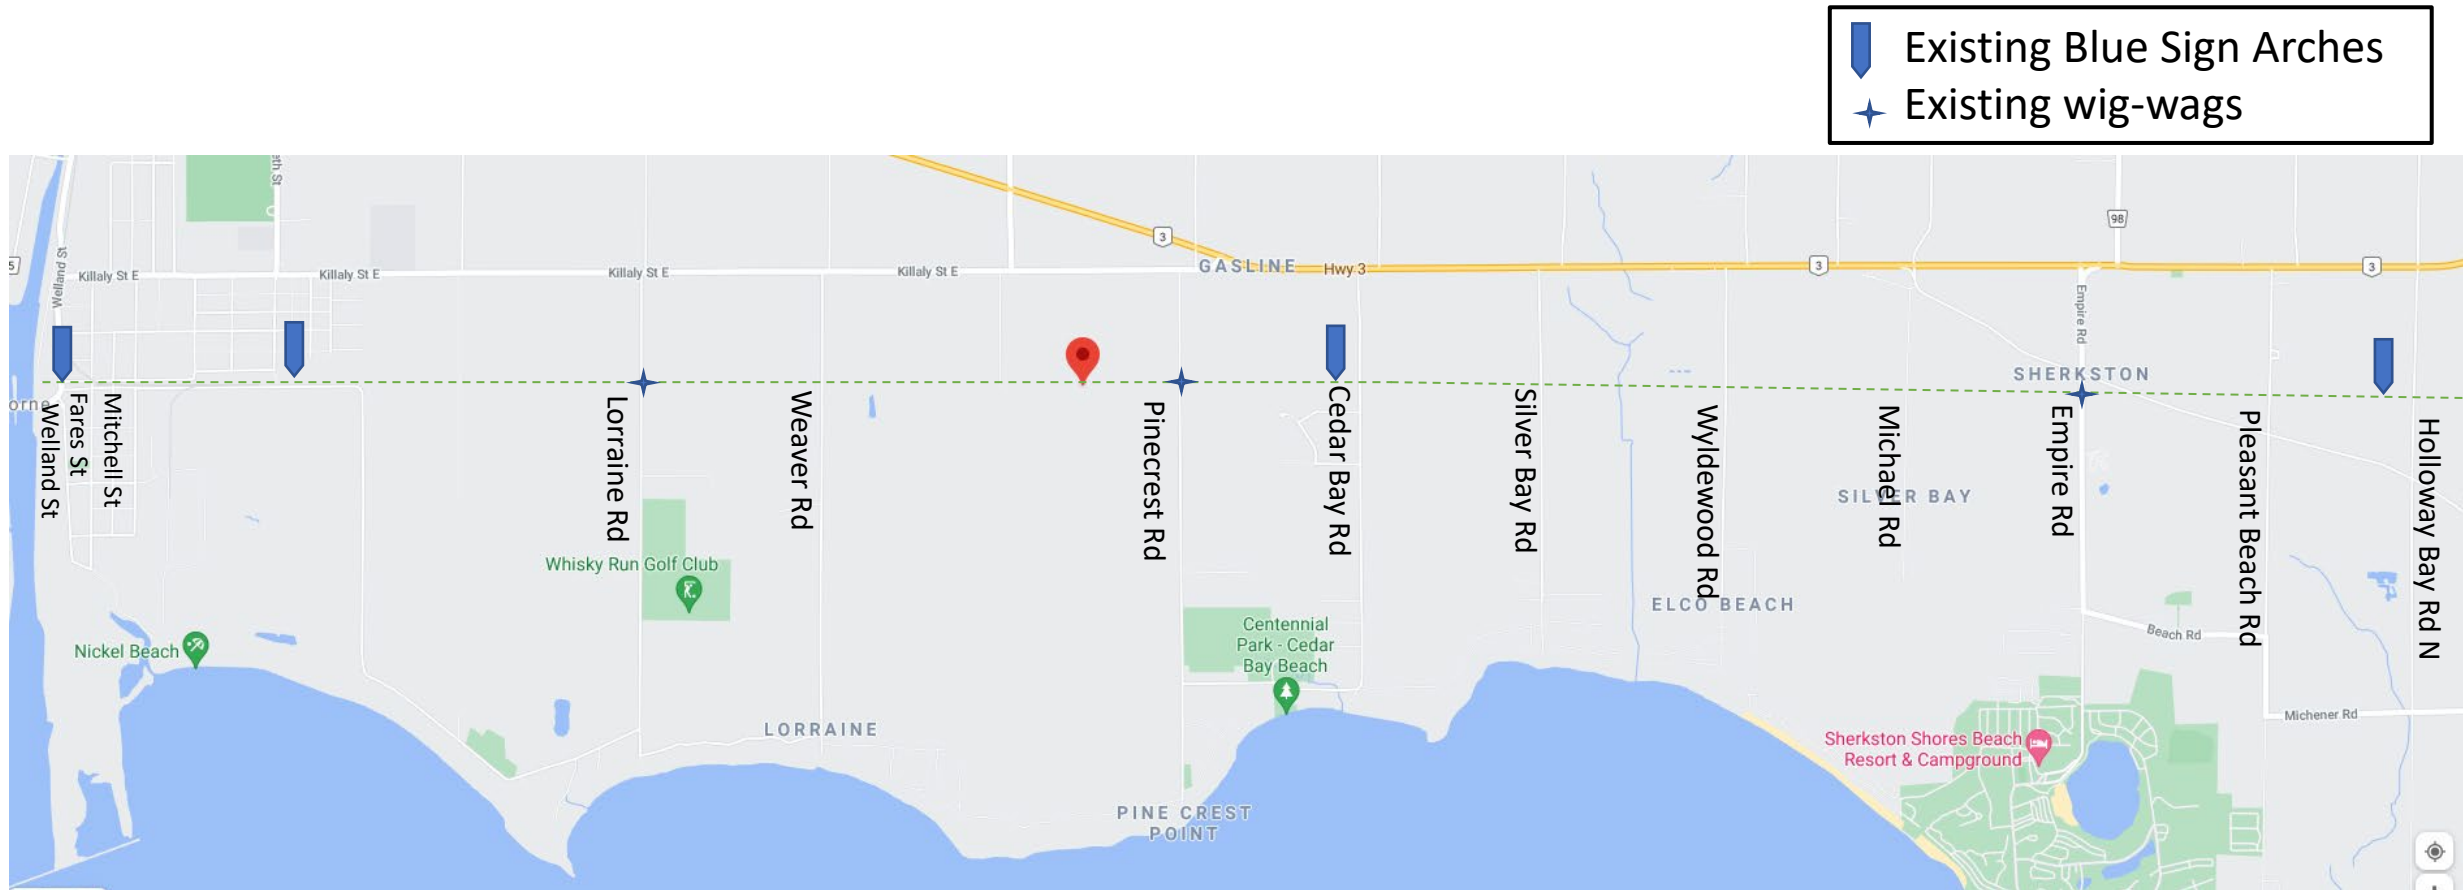 Existing Blue Sign Arches
Existing wig-wags
98
3
GASLINE
Hwy 3
3
3
5
Welland St
Killaly St E
Killaly St E
Killaly St E
Killaly St E
Empire Rd
SHERKSTON
Welland St
Fares St
Mitchell St
Lorraine Rd
Weaver Rd
Pinecrest Rd
Cedar Bay Rd
Silver Bay Rd
Wyldewood Rd
Michael Rd
Empire Rd
Pleasant Beach Rd
Holloway Bay Rd N
SILVER BAY
Whisky Run Golf Club
ELCO BEACH
Centennial
Park - Cedar
Bay Beach
Beach Rd
Nickel Beach
LORRAINE
Michener Rd
Sherkston Shores Beach
Resort & Campground
PINE CREST
POINT